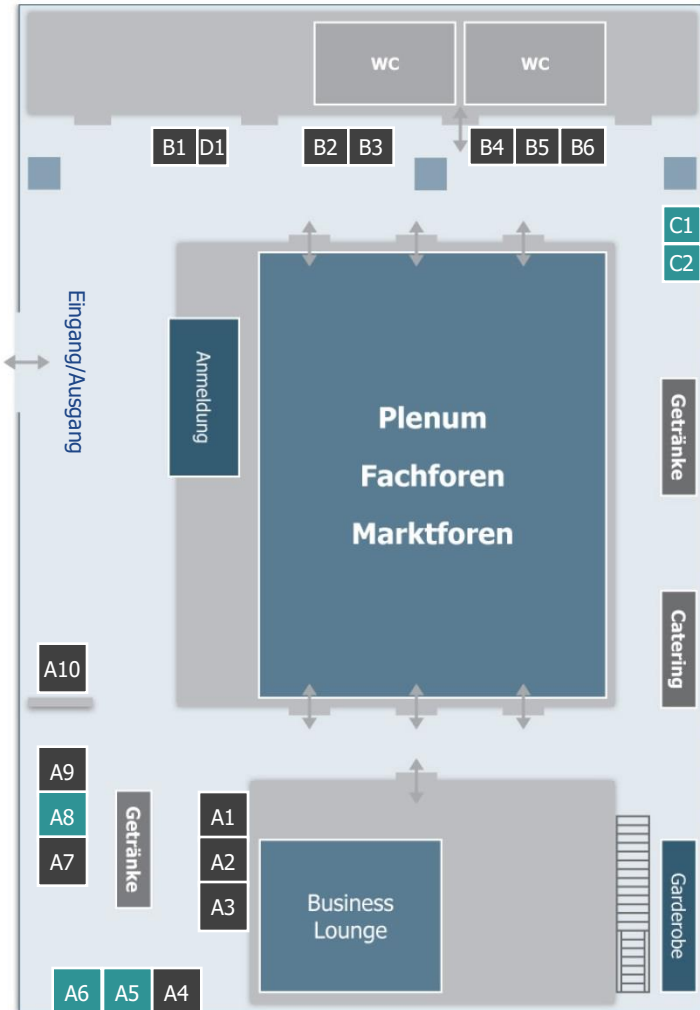 WC
WC
B1
D1
B2
B3
B4
B5
B6
C1
C2
Eingang/Ausgang
Anmeldung
Plenum
Fachforen
Marktforen
Getränke
Catering
A10
A9
A8
A7
Getränke
A1
A2
A3
Business
Lounge
Garderobe
A6
A5
A4